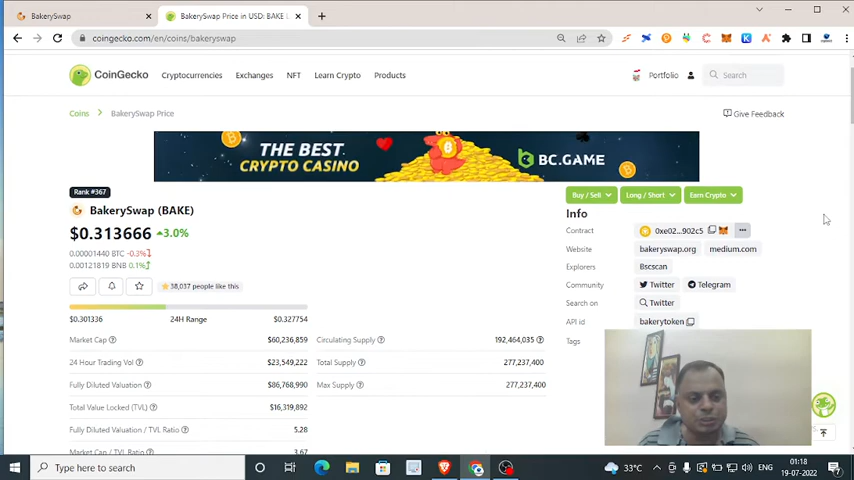 BakerySwap
BakerySwap Price in USD: BAKE
coingecko.com/en/coins/bakeryswap
CoinGecko Cryptocurrencies Exchanges NFT Learn Crypto Products Portfolio Search
Coins BakerySwap Price Give Feedback
THE BEST
CRYPTO CASINO
BC.GAME
Rank #367
BakerySwap (BAKE)
$0.313666 3.0%
0.00001440 BTC -0.3%
0.00121819 BNB 0.1%
38,037 people like this
$0.301336 24H Range $0.327754
Market Cap $60,236,859
24 Hour Trading Vol $23,549,222
Fully Diluted Valuation $86,768,990
Total Value Locked (TVL) $16,319,892
Fully Diluted Valuation / TVL Ratio 5.28
Market Cap / TVL Ratio 3.67
Circulating Supply 192,464,035
Total Supply 277,237,400
Max Supply 277,237,400
Buy / Sell Long / Short Earn Crypto
Info
Contract 0xe02...902c5
Website bakeryswap.org medium.com
Explorers Bscscan
Community Twitter Telegram
Search on Twitter
API id bakerytoken
Tags
Type here to search
33°C
ENG
01:18
19-07-2022
7